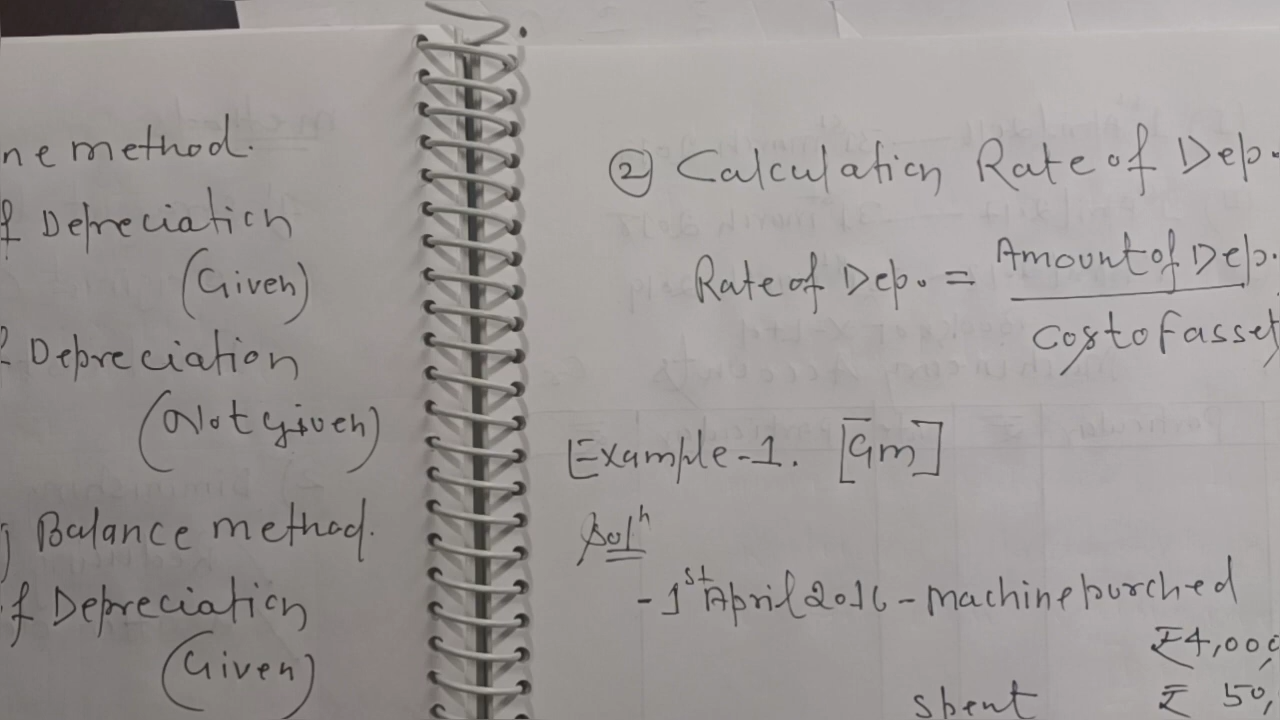 ne method.
f Depreciation
(Given)
f Depreciation
(Not given)
g Balance method.
of Depreciation
(Given)
② Calculation Rate of Dep.
Rate of Dep. = Amount of Dep.
Cost of asset
Example-1. [9m]
Solⁿ
- 1st April 2016 - machine purched
₹4,00,
spent ₹ 50,